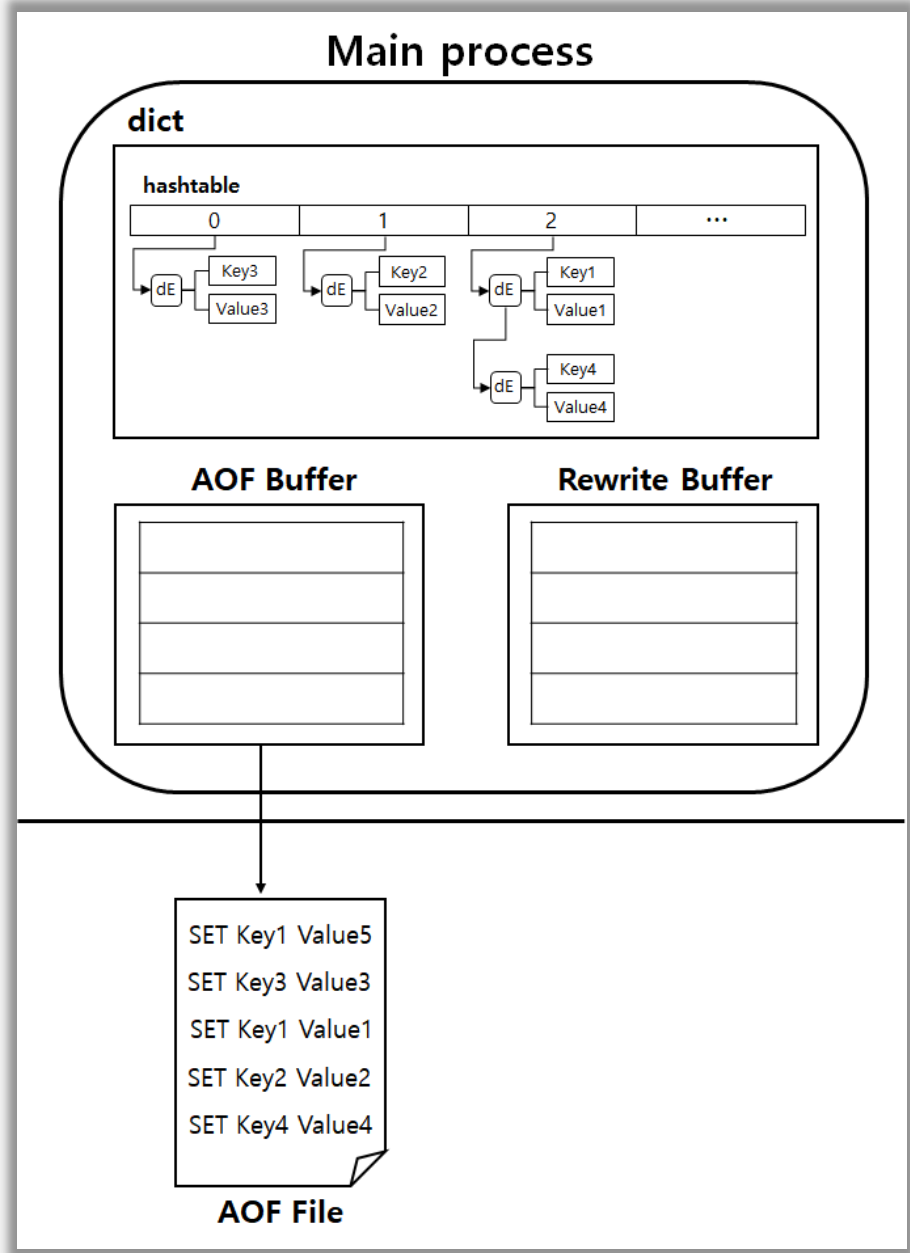 Main process
dict
hashtable
0 1 2 ...
dE Key3 dE Key2 dE Key1
Value3 Value2 Value1
dE Key4
Value4
AOF Buffer Rewrite Buffer
SET Key1 Value5
SET Key3 Value3
SET Key1 Value1
SET Key2 Value2
SET Key4 Value4
AOF File